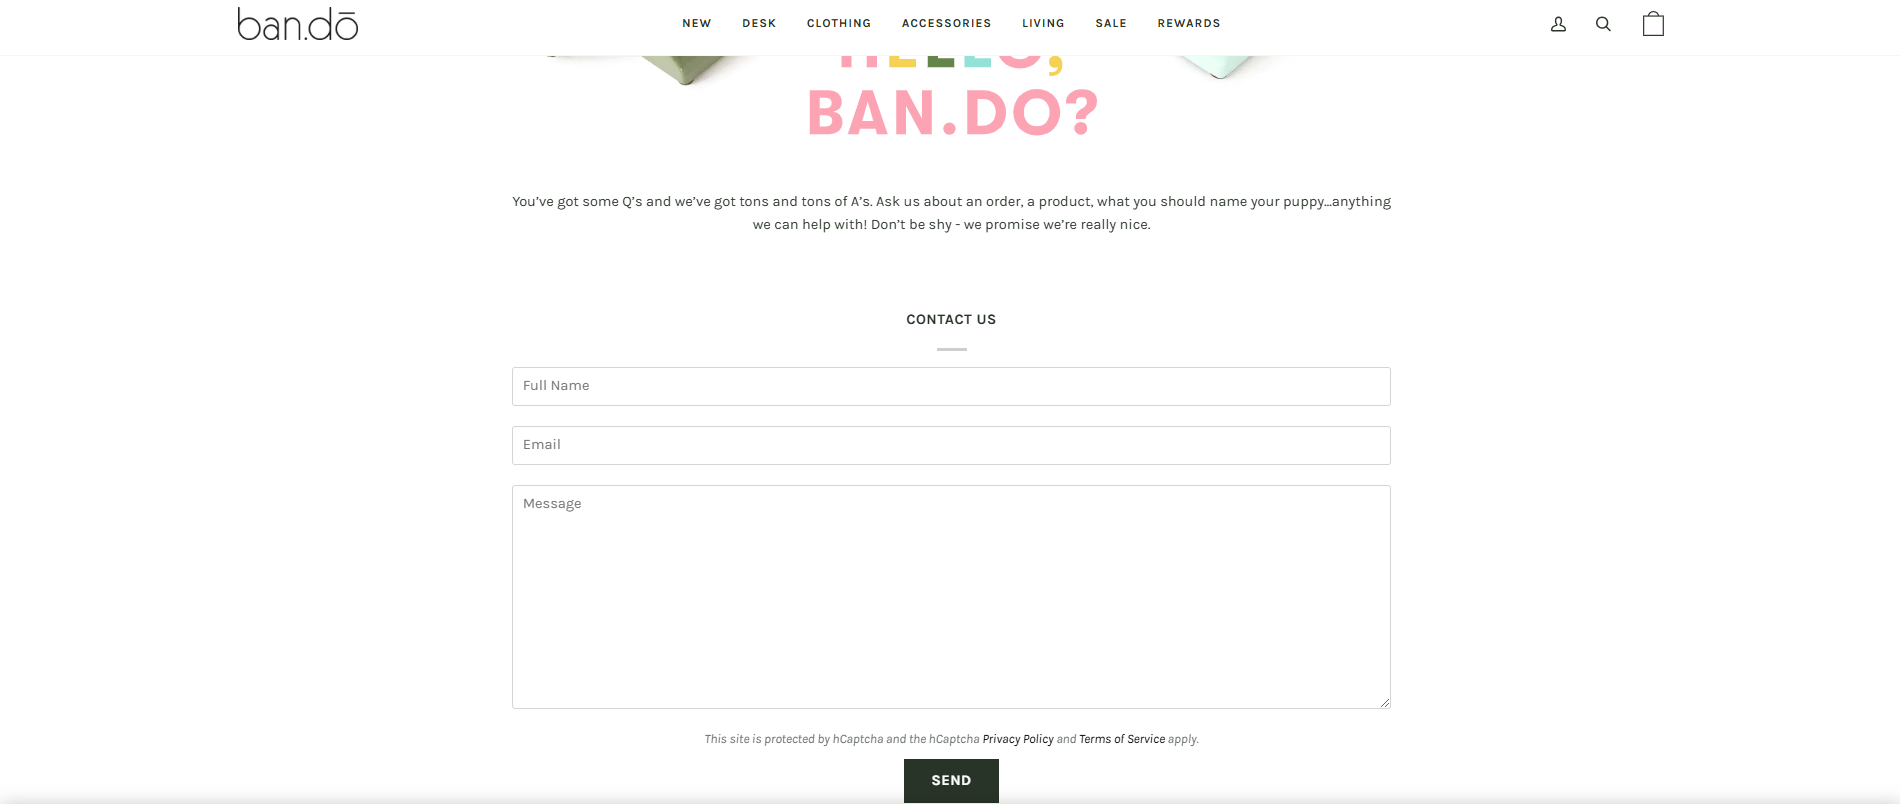 ban.dō
NEW DESK CLOTHING ACCESSORIES LIVING SALE REWARDS
HELLO,
BAN.DO?
You’ve got some Q’s and we’ve got tons and tons of A’s. Ask us about an order, a product, what you should name your puppy…anything
we can help with! Don’t be shy - we promise we’re really nice.
CONTACT US
Full Name
Email
Message
This site is protected by hCaptcha and the hCaptcha Privacy Policy and Terms of Service apply.
SEND